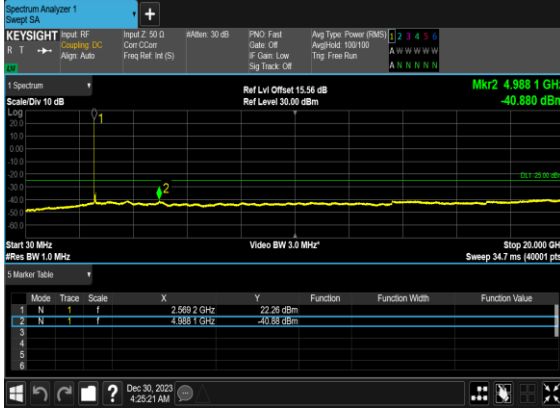 Spectrum Analyzer 1
Swept SA
+
KEYSIGHT
R T
LU
Input: RF
Coupling: DC
Align: Auto
Input Z: 50 Ω
Corr CCorr
Freq Ref: Int (S)
#Atten: 30 dB
PNO: Fast
Gate: Off
IF Gain: Low
Sig Track: Off
Avg Type: Power (RMS)
Avg|Hold: 100/100
Trig: Free Run
1 2 3 4 5 6
A W W W W W
A N N N N N
1 Spectrum
Scale/Div 10 dB
Ref Lvl Offset 15.56 dB
Ref Level 30.00 dBm
Mkr2 4.988 1 GHz
-40.880 dBm
Log
20.0
10.0
0.00
-10.0
-20.0
-30.0
-40.0
-50.0
-60.0
1
2
DL1 -25.00 dBm
Start 30 MHz
#Res BW 1.0 MHz
Video BW 3.0 MHz*
Stop 20.000 GH
Sweep 34.7 ms (40001 pts
5 Marker Table
Mode Trace Scale X Y Function Function Width Function Value
1 N 1 f 2.569 2 GHz 22.26 dBm
2 N 1 f 4.988 1 GHz -40.88 dBm
3
4
5
6
?
Dec 30, 2023
4:25:21 AM